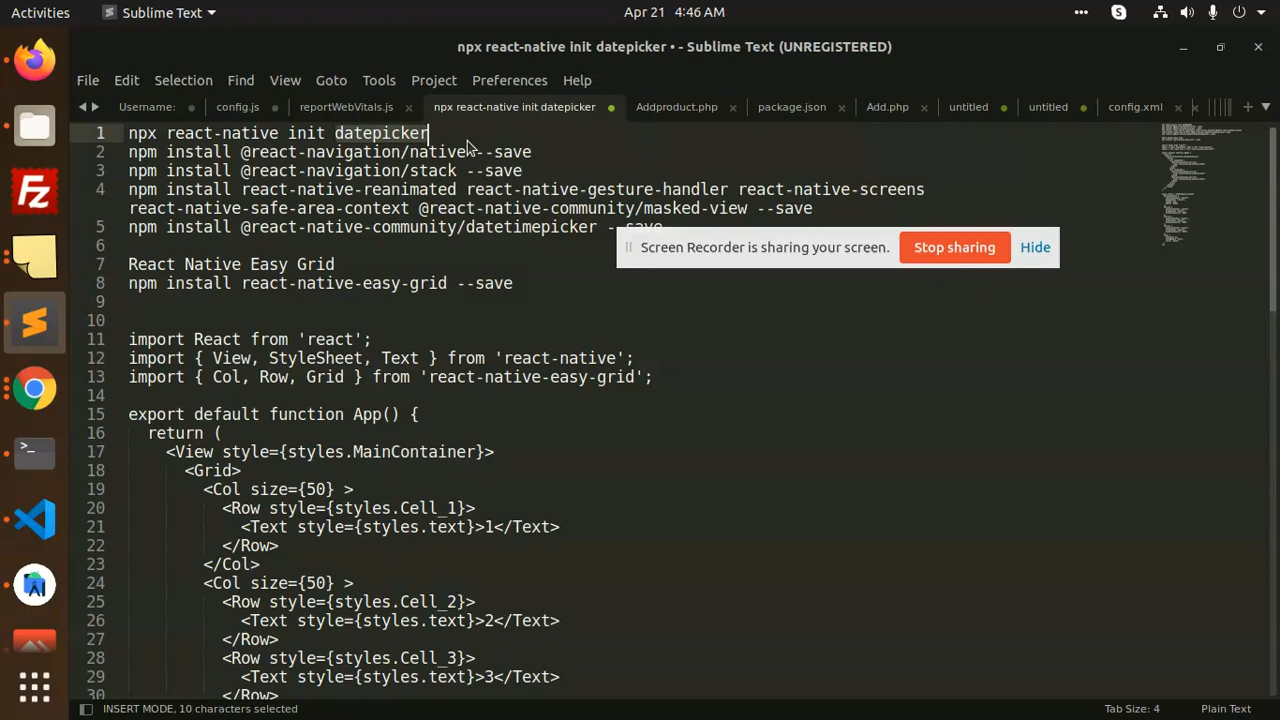 Activities
Sublime Text
Apr 21 4:46 AM
npx react-native init datepicker • - Sublime Text (UNREGISTERED)
File Edit Selection Find View Goto Tools Project Preferences Help
Username: config.js reportWebVitals.js npx react-native init datepicker Addproduct.php package.json Add.php untitled untitled config.xml
1 npx react-native init datepicker
2 npm install @react-navigation/native --save
3 npm install @react-navigation/stack --save
4 npm install react-native-reanimated react-native-gesture-handler react-native-screens
react-native-safe-area-context @react-native-community/masked-view --save
5 npm install @react-native-community/datetimepicker --save
Screen Recorder is sharing your screen. Stop sharing Hide
6
7 React Native Easy Grid
8 npm install react-native-easy-grid --save
9
10
11 import React from 'react';
12 import { View, StyleSheet, Text } from 'react-native';
13 import { Col, Row, Grid } from 'react-native-easy-grid';
14
15 export default function App() {
16 return (
17 <View style={styles.MainContainer}>
18 <Grid>
19 <Col size={50} >
20 <Row style={styles.Cell_1}>
21 <Text style={styles.text}>1</Text>
22 </Row>
23 </Col>
24 <Col size={50} >
25 <Row style={styles.Cell_2}>
26 <Text style={styles.text}>2</Text>
27 </Row>
28 <Row style={styles.Cell_3}>
29 <Text style={styles.text}>3</Text>
30 </Row>
INSERT MODE, 10 characters selected
Tab Size: 4
Plain Text